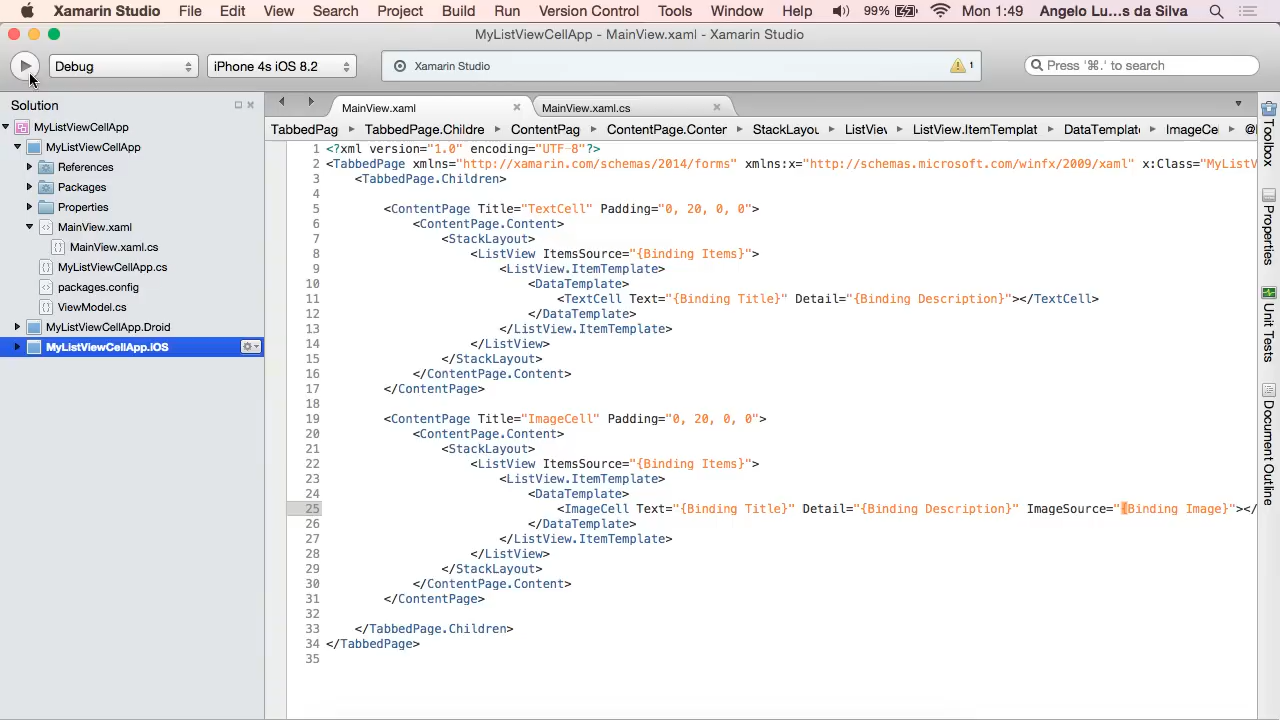 Xamarin Studio File Edit View Search Project Build Run Version Control Tools Window Help 99% Mon 1:49 Angelo Lu...s da Silva
MyListViewCellApp - MainView.xaml - Xamarin Studio
Debug iPhone 4s iOS 8.2 Xamarin Studio 1 Press '⌘.' to search
Solution
MyListViewCellApp
MyListViewCellApp
References
Packages
Properties
MainView.xaml
MainView.xaml.cs
MyListViewCellApp.cs
packages.config
ViewModel.cs
MyListViewCellApp.Droid
MyListViewCellApp.iOS
MainView.xaml MainView.xaml.cs
TabbedPag TabbedPage.Childre ContentPag ContentPage.Conter StackLayou ListViev ListView.ItemTemplat DataTemplate ImageCe @
1 <?xml version="1.0" encoding="UTF-8"?>
2 <TabbedPage xmlns="http://xamarin.com/schemas/2014/forms" xmlns:x="http://schemas.microsoft.com/winfx/2009/xaml" x:Class="MyListV
3 <TabbedPage.Children>
4
5 <ContentPage Title="TextCell" Padding="0, 20, 0, 0">
6 <ContentPage.Content>
7 <StackLayout>
8 <ListView ItemsSource="{Binding Items}">
9 <ListView.ItemTemplate>
10 <DataTemplate>
11 <TextCell Text="{Binding Title}" Detail="{Binding Description}"></TextCell>
12 </DataTemplate>
13 </ListView.ItemTemplate>
14 </ListView>
15 </StackLayout>
16 </ContentPage.Content>
17 </ContentPage>
18
19 <ContentPage Title="ImageCell" Padding="0, 20, 0, 0">
20 <ContentPage.Content>
21 <StackLayout>
22 <ListView ItemsSource="{Binding Items}">
23 <ListView.ItemTemplate>
24 <DataTemplate>
25 <ImageCell Text="{Binding Title}" Detail="{Binding Description}" ImageSource="{Binding Image}"></
26 </DataTemplate>
27 </ListView.ItemTemplate>
28 </ListView>
29 </StackLayout>
30 </ContentPage.Content>
31 </ContentPage>
32
33 </TabbedPage.Children>
34 </TabbedPage>
35
Toolbox
Properties
Unit Tests
Document Outline